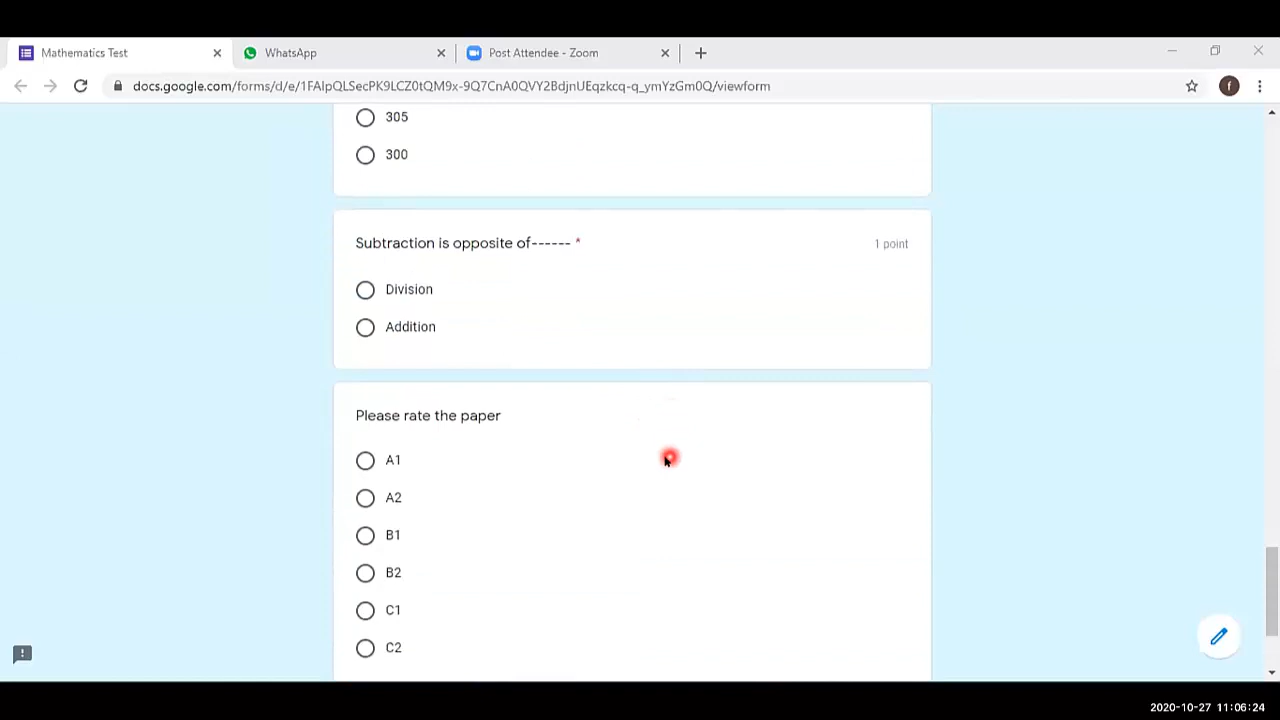 Mathematics Test
WhatsApp
Post Attendee - Zoom
docs.google.com/forms/d/e/1FAIpQLSecPK9LCZ0tQM9x-9Q7CnA0QVY2BdjnUEqzkcq-q_ymYzGm0Q/viewform
f
305
300
Subtraction is opposite of------ *
1 point
Division
Addition
Please rate the paper
A1
A2
B1
B2
C1
C2
2020-10-27 11:06:24